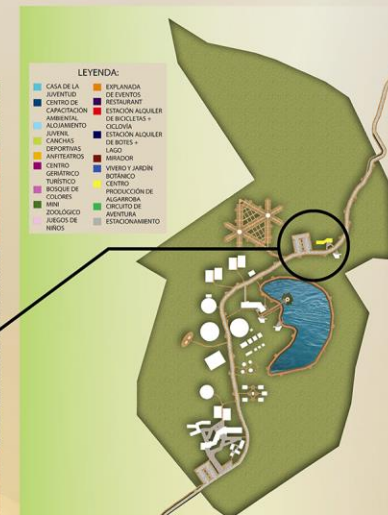 LEYENDA:
CASA DE LA
JUVENTUD
CENTRO DE
CAPACITACIÓN
AMBIENTAL
ALOJAMIENTO
JUVENIL
CANCHAS
DEPORTIVAS
ANFITEATROS
CENTRO
GERIÁTRICO
TURÍSTICO
BOSQUE DE
COLORES
MINI
ZOOLÓGICO
JUEGOS DE
NIÑOS
EXPLANADA
DE EVENTOS
RESTAURANT
ESTACIÓN ALQUILER
DE BICICLETAS +
CICLOVÍA
ESTACIÓN ALQUILER
DE BOTES +
LAGO
MIRADOR
VIVERO Y JARDÍN
BOTÁNICO
CENTRO
PRODUCCIÓN DE
ALGARROBA
CIRCUITO DE
AVENTURA
ESTACIONAMIENTO